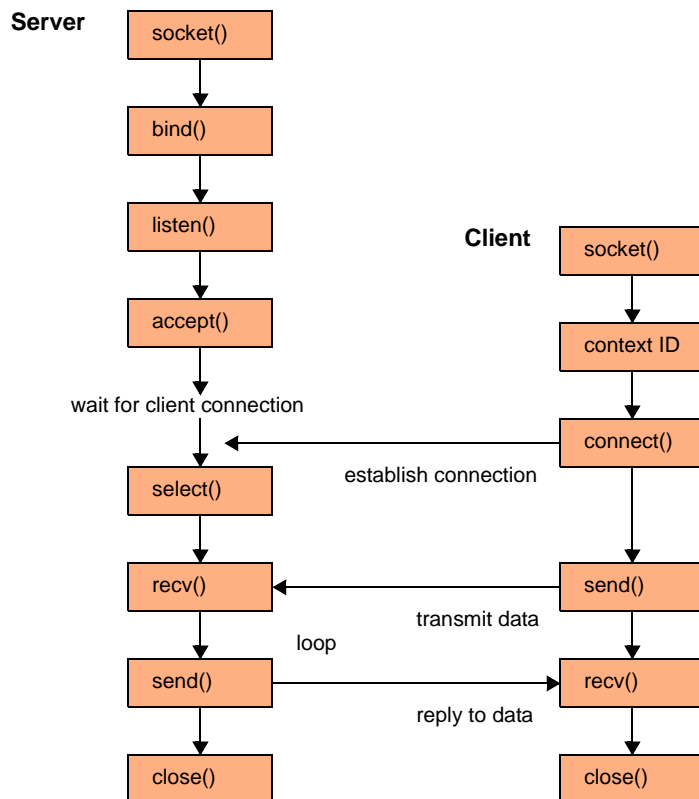 Server
socket()
bind()
listen()
accept()
wait for client connection
select()
recv()
send()
close()
Client
socket()
context ID
connect()
establish connection
send()
transmit data
loop
recv()
reply to data
close()